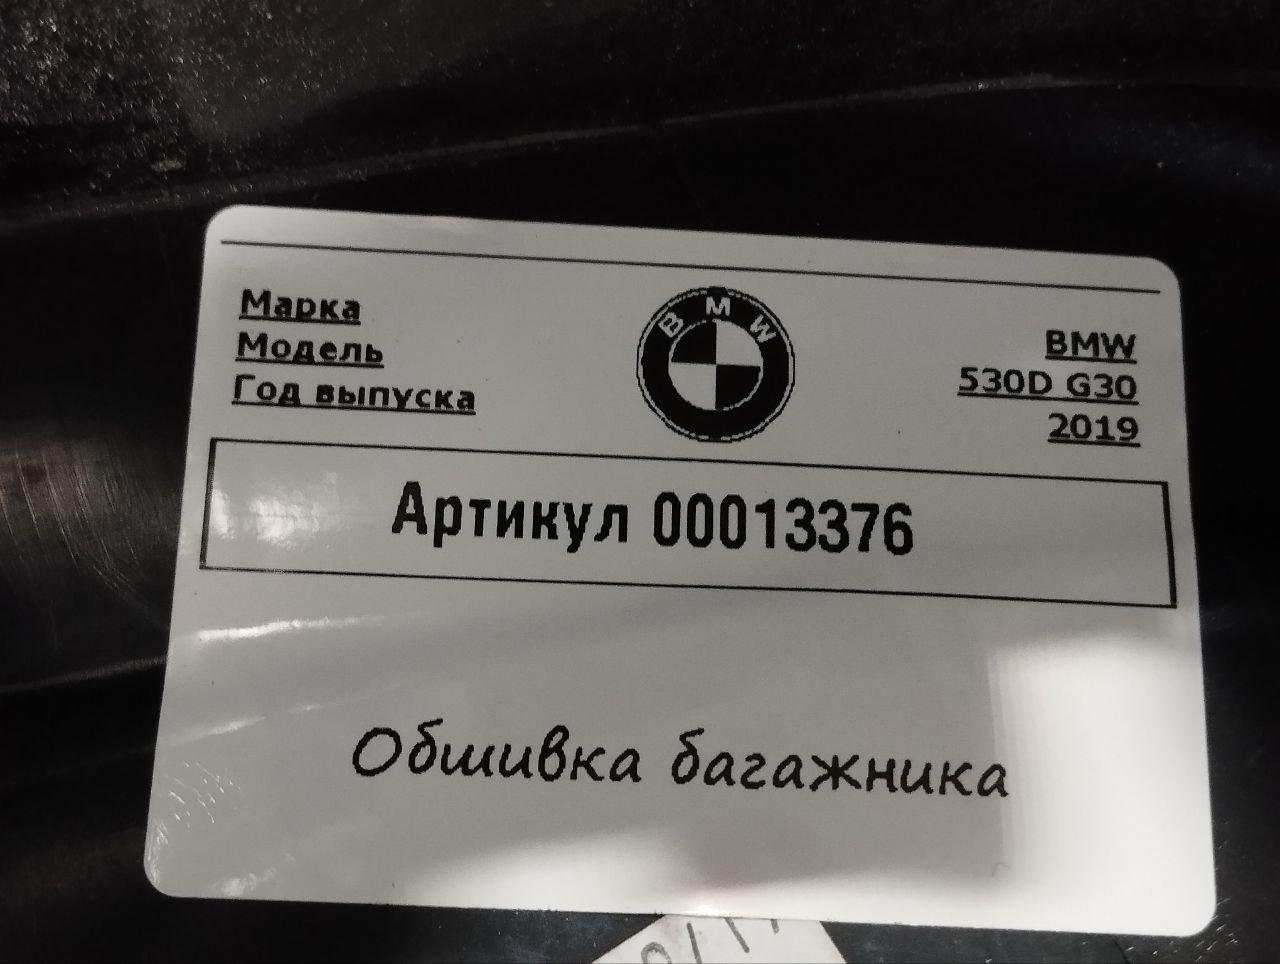 Марка
Модель
Год выпуска
BMW
BMW
530D G30
2019
Артикул 00013376
Обшивка багажника